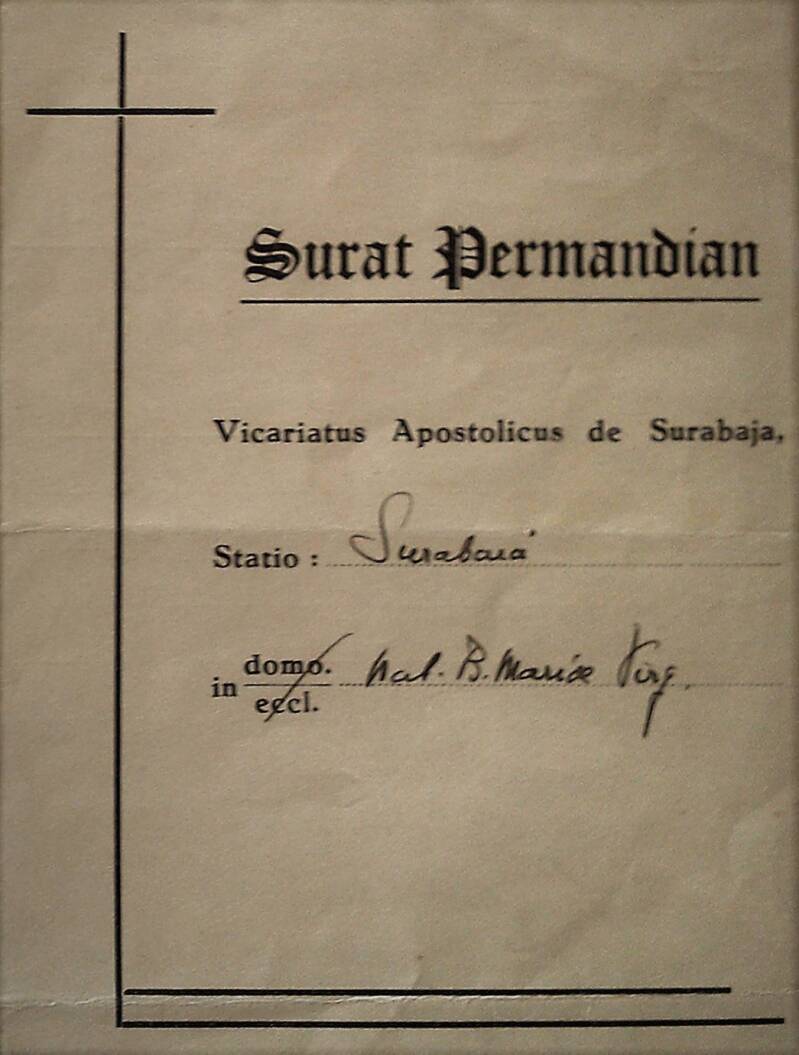 Surat Permandian
Vicariatus Apostolicus de Surabaja,
Statio : Surabaia
in domo. Nat. B. Mariae Virg.
eccl.